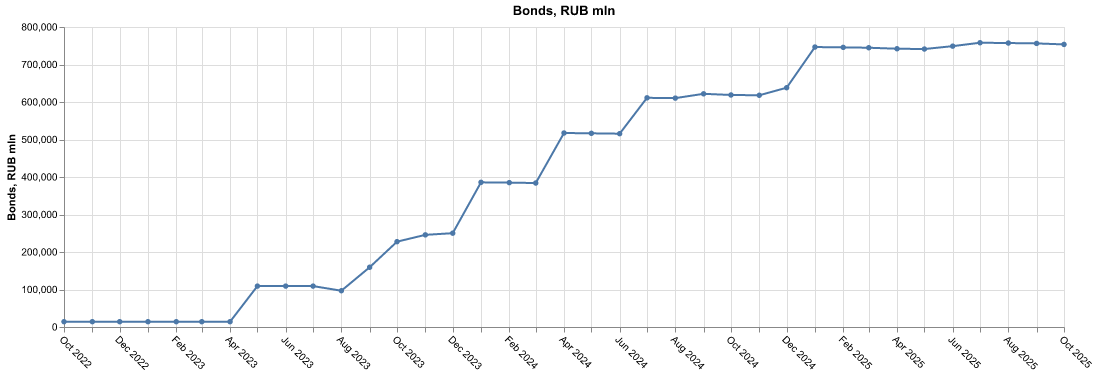 Bonds, RUB mln
Bonds, RUB mln
800,000
700,000
600,000
500,000
400,000
300,000
200,000
100,000
0
Oct 2022
Dec 2022
Feb 2023
Apr 2023
Jun 2023
Aug 2023
Oct 2023
Dec 2023
Feb 2024
Apr 2024
Jun 2024
Aug 2024
Oct 2024
Dec 2024
Feb 2025
Apr 2025
Jun 2025
Aug 2025
Oct 2025